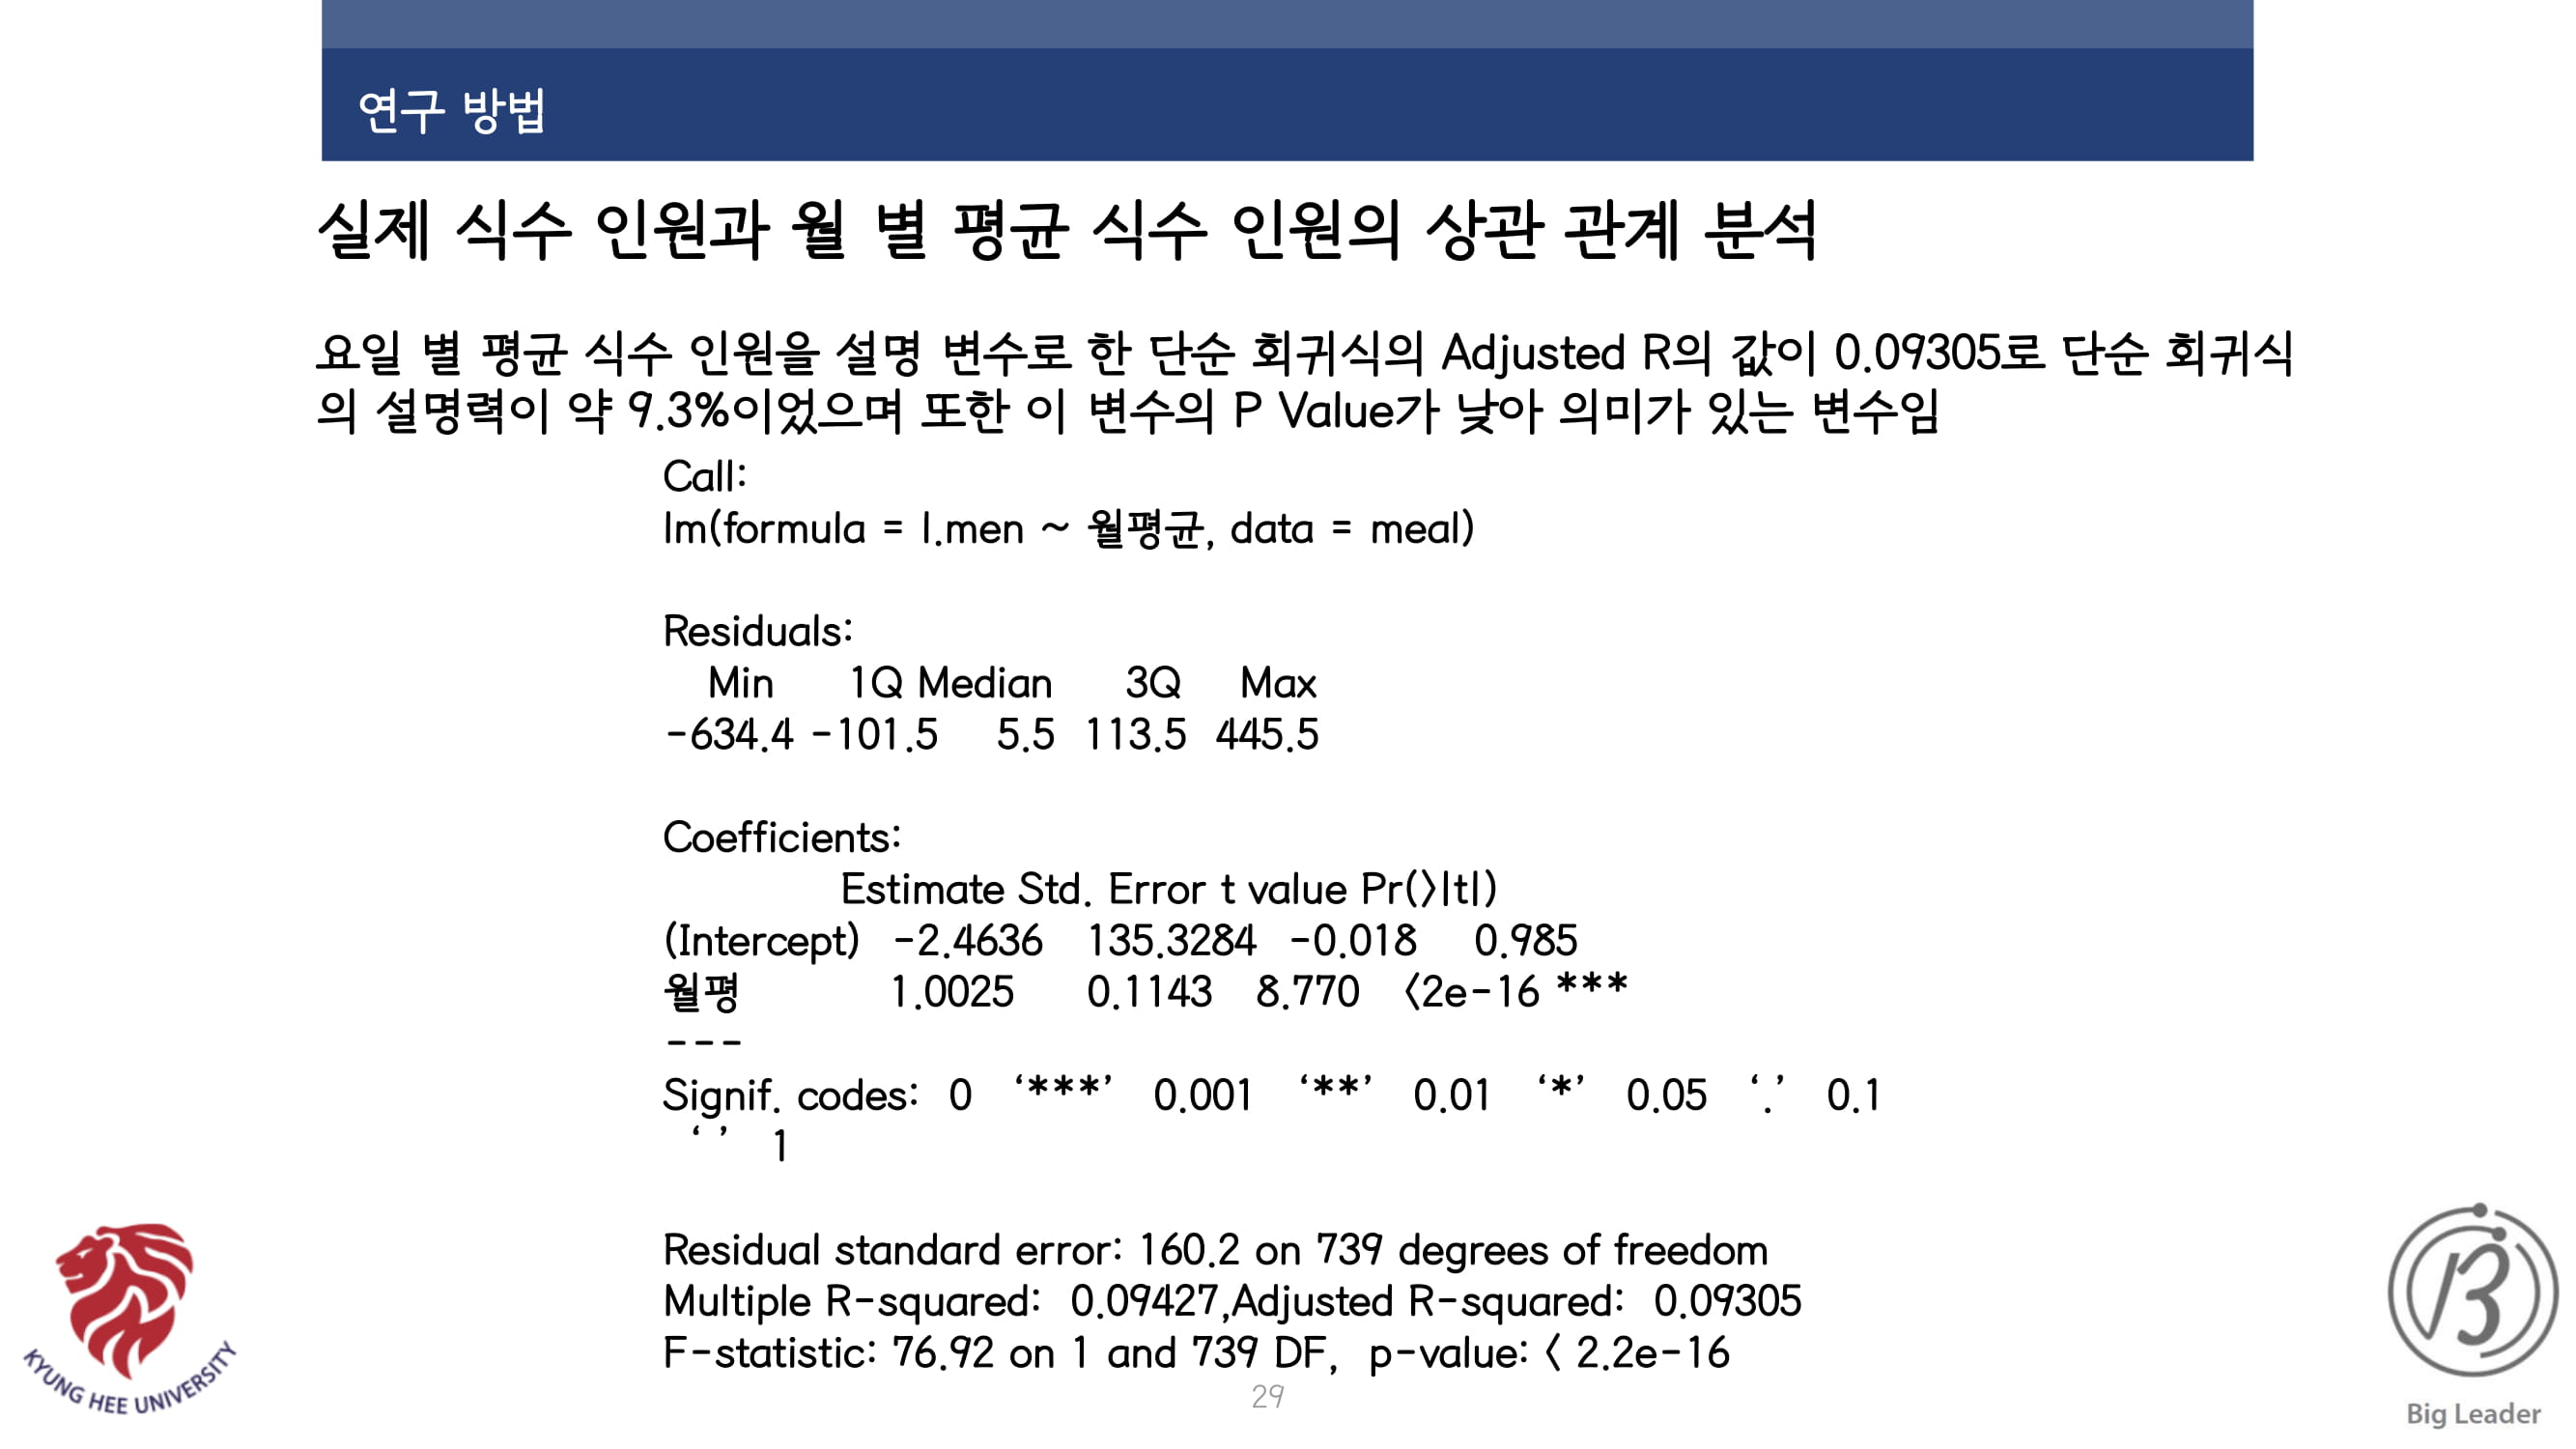 연구 방법
실제 식수 인원과 월 별 평균 식수 인원의 상관 관계 분석
요일 별 평균 식수 인원을 설명 변수로 한 단순 회귀식의 Adjusted R의 값이 0.09305로 단순 회귀식
의 설명력이 약 9.3%이었으며 또한 이 변수의 P Value가 낮아 의미가 있는 변수임
Call:
lm(formula = l.men ~ 월평균, data = meal)
Residuals:
Min 1Q Median 3Q Max
-634.4 -101.5 5.5 113.5 445.5
Coefficients:
Estimate Std. Error t value Pr(>|t|)
(Intercept) -2.4636 135.3284 -0.018 0.985
월평 1.0025 0.1143 8.770 <2e-16 ***
---
Signif. codes: 0 ‘***’ 0.001 ‘**’ 0.01 ‘*’ 0.05 ‘.’ 0.1
‘ ’ 1
Residual standard error: 160.2 on 739 degrees of freedom
Multiple R-squared: 0.09427,Adjusted R-squared: 0.09305
F-statistic: 76.92 on 1 and 739 DF, p-value: < 2.2e-16
29
KYUNG HEE UNIVERSITY
Big Leader